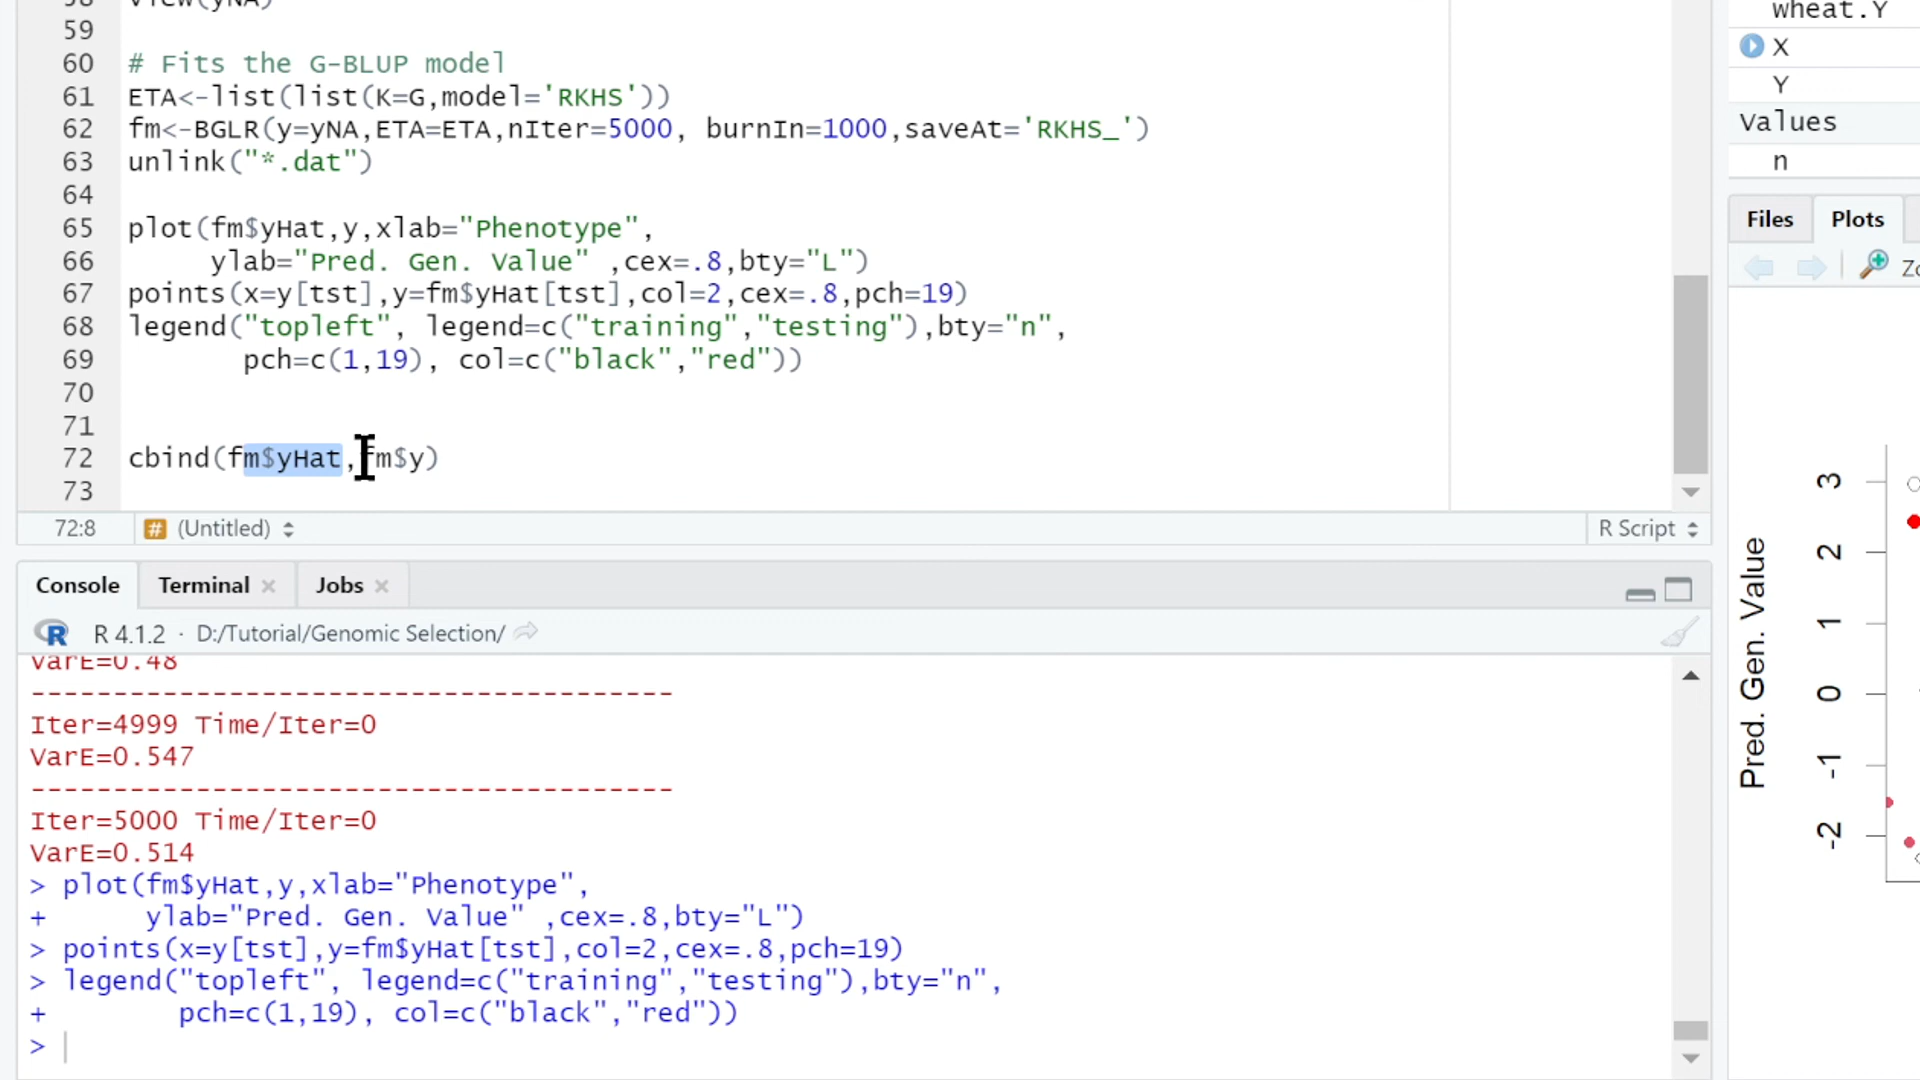 58 View(yNA)
59
60 # Fits the G-BLUP model
61 ETA<-list(list(K=G,model='RKHS'))
62 fm<-BGLR(y=yNA,ETA=ETA,nIter=5000, burnIn=1000,saveAt='RKHS_')
63 unlink("*.dat")
64
65 plot(fm$yHat,y,xlab="Phenotype",
66 ylab="Pred. Gen. Value" ,cex=.8,bty="L")
67 points(x=y[tst],y=fm$yHat[tst],col=2,cex=.8,pch=19)
68 legend("topleft", legend=c("training","testing"),bty="n",
69 pch=c(1,19), col=c("black","red"))
70
71
72 cbind(fm$yHat,fm$y)
73
72:8 # (Untitled) R Script
Console Terminal Jobs
R R 4.1.2 · D:/Tutorial/Genomic Selection/
VarE=0.48
---------------------------------------
Iter=4999 Time/Iter=0
VarE=0.547
---------------------------------------
Iter=5000 Time/Iter=0
VarE=0.514
> plot(fm$yHat,y,xlab="Phenotype",
+ ylab="Pred. Gen. Value" ,cex=.8,bty="L")
> points(x=y[tst],y=fm$yHat[tst],col=2,cex=.8,pch=19)
> legend("topleft", legend=c("training","testing"),bty="n",
+ pch=c(1,19), col=c("black","red"))
>
wheat.Y
X
Y
Values
n
Files Plots
Zo
Pred. Gen. Value
3
2
1
0
-1
-2